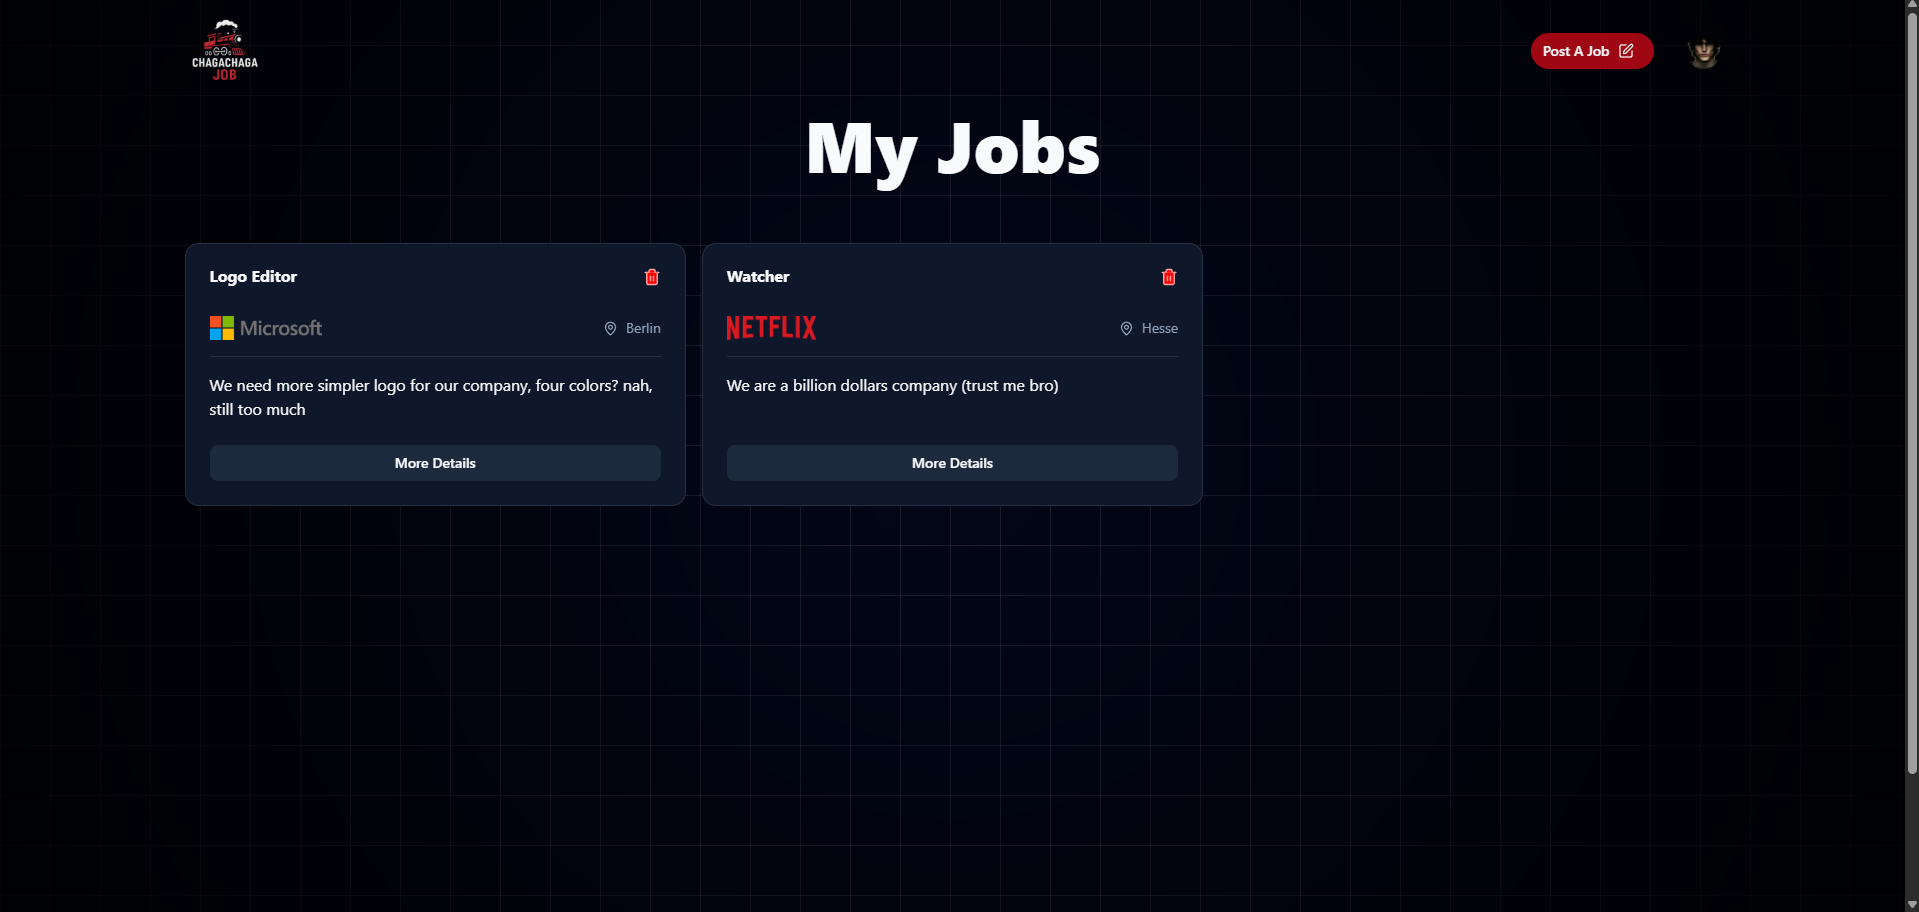 CHAGACHAGA
JOB
Post A Job
My Jobs
Logo Editor
Microsoft
Berlin
We need more simpler logo for our company, four colors? nah,
still too much
More Details
Watcher
NETFLIX
Hesse
We are a billion dollars company (trust me bro)
More Details